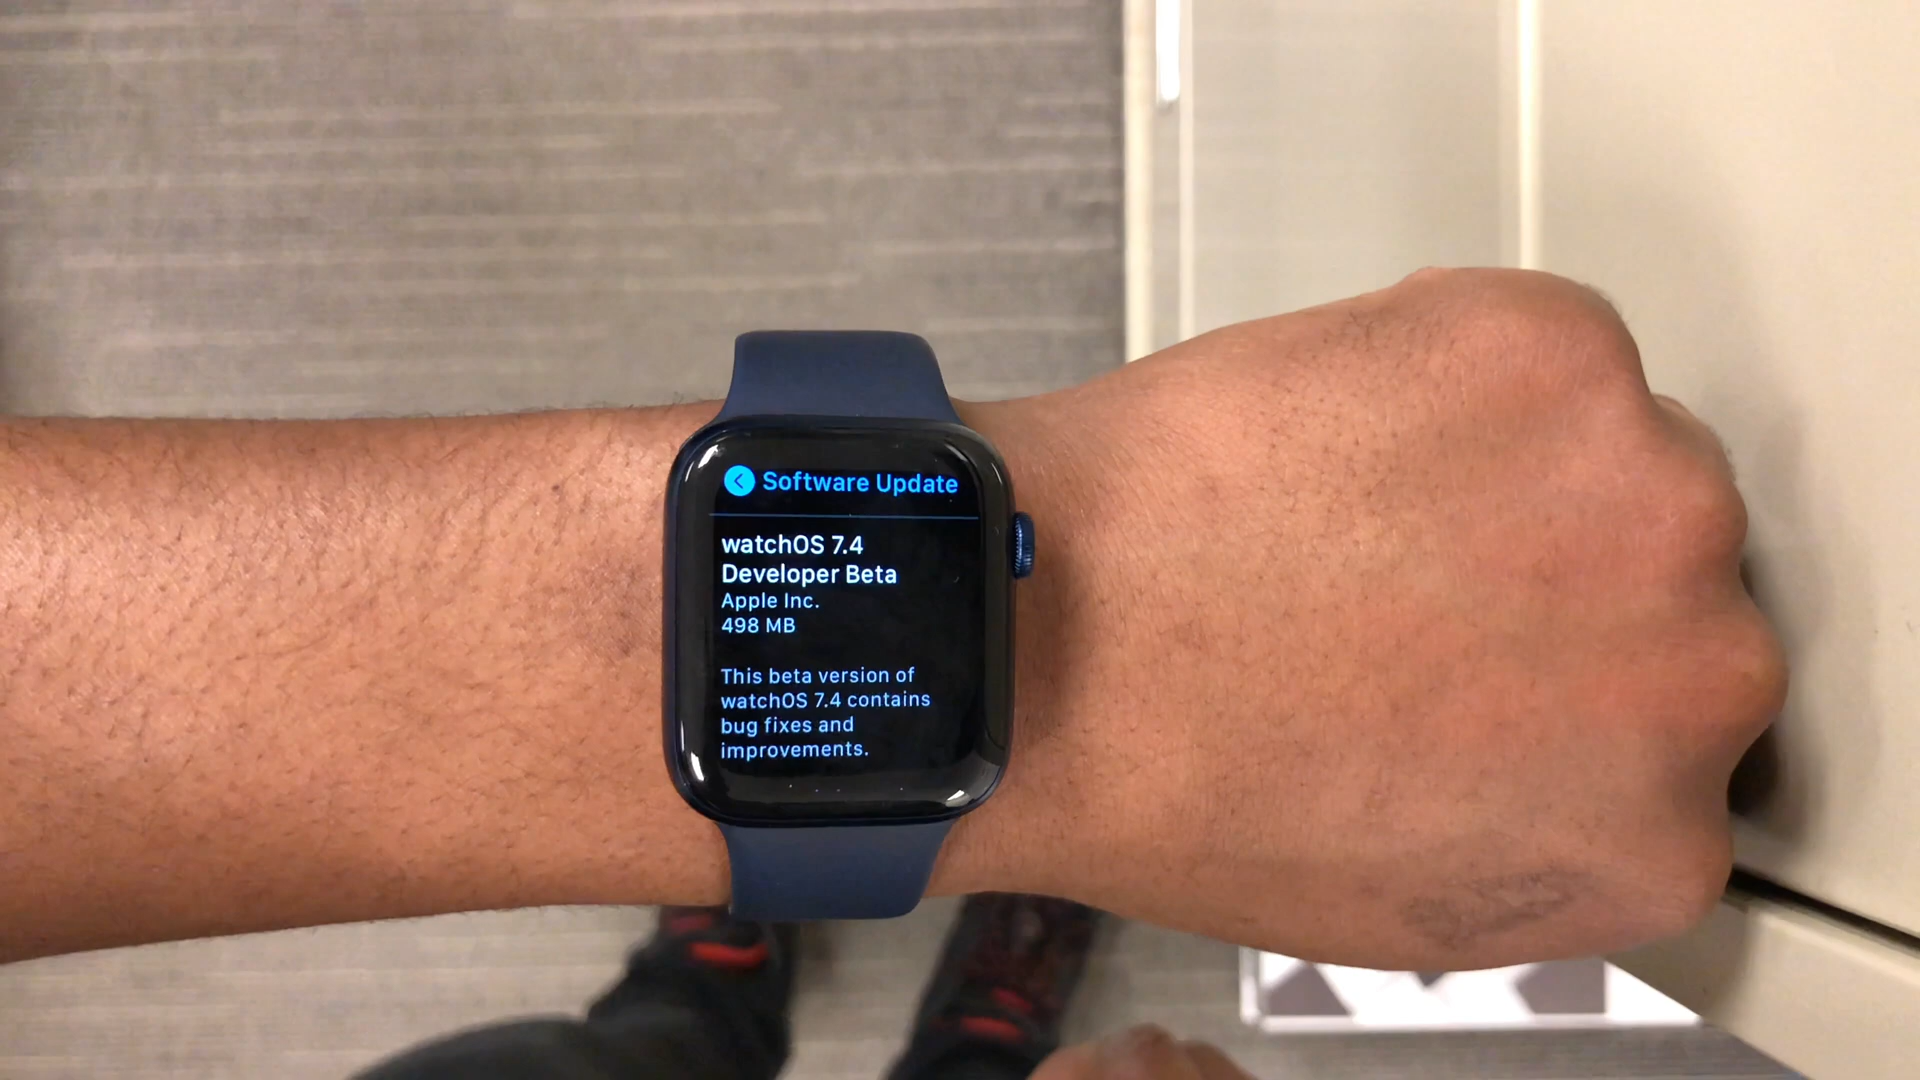 Software Update
watchOS 7.4
Developer Beta
Apple Inc.
498 MB
This beta version of
watchOS 7.4 contains
bug fixes and
improvements.